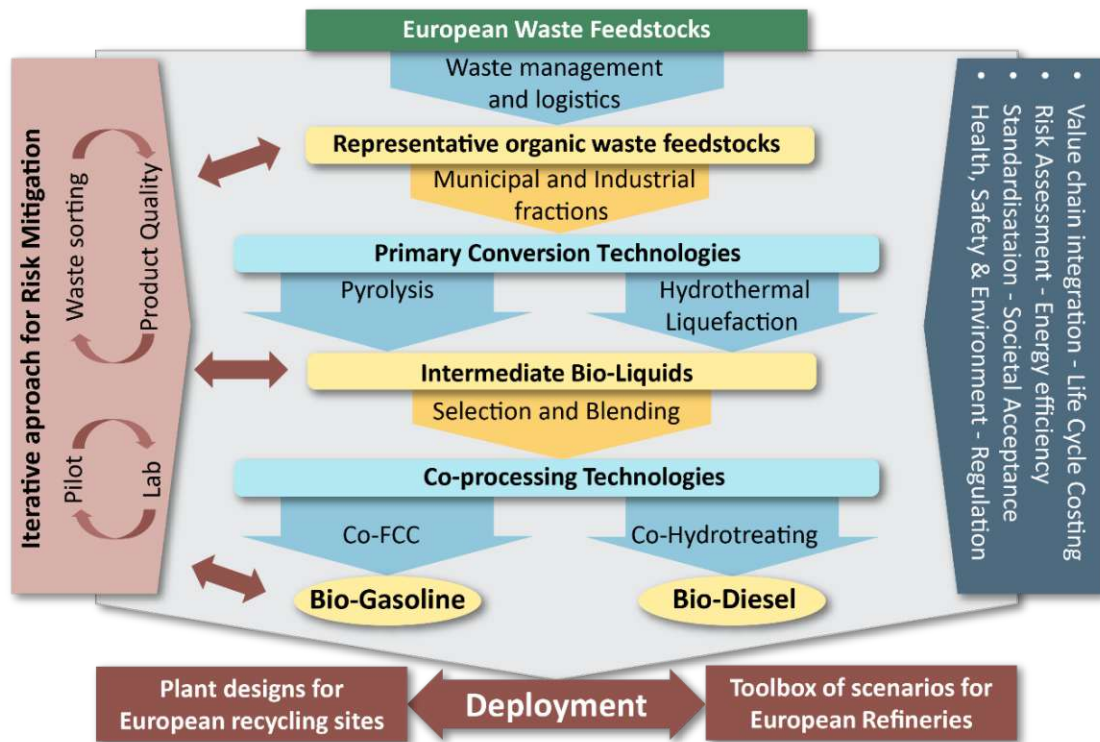 European Waste Feedstocks
Waste management
and logistics
Representative organic waste feedstocks
Municipal and Industrial
fractions
Primary Conversion Technologies
Pyrolysis
Hydrothermal
Liquefaction
Intermediate Bio-Liquids
Selection and Blending
Co-processing Technologies
Co-FCC
Co-Hydrotreating
Bio-Gasoline
Bio-Diesel
Iterative aproach for Risk Mitigation
Waste sorting
Product Quality
Pilot
Lab
• Value chain integration - Life Cycle Costing
• Risk Assessment - Energy efficiency
• Standardisataion - Societal Acceptance
• Health, Safety & Environment - Regulation
Plant designs for
European recycling sites
Deployment
Toolbox of scenarios for
European Refineries